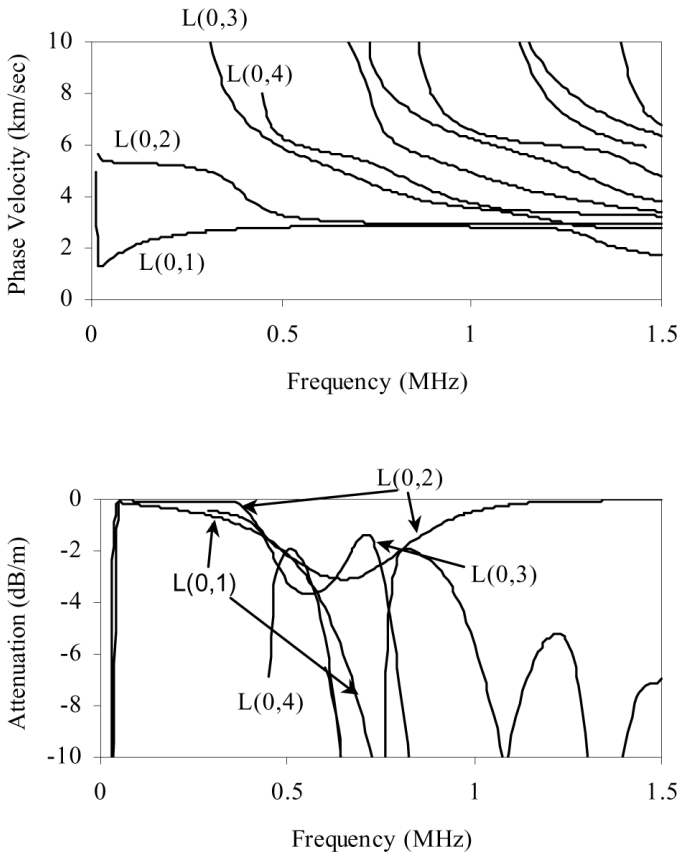 L(0,3)
10
L(0,4)
8
L(0,2)
6
4
2
L(0,1)
0
Phase Velocity (km/sec)
0
0.5
1
1.5
Frequency (MHz)
L(0,2)
0
-2
L(0,3)
L(0,1)
-4
-6
L(0,4)
-8
-10
Attenuation (dB/m)
0
0.5
1
1.5
Frequency (MHz)